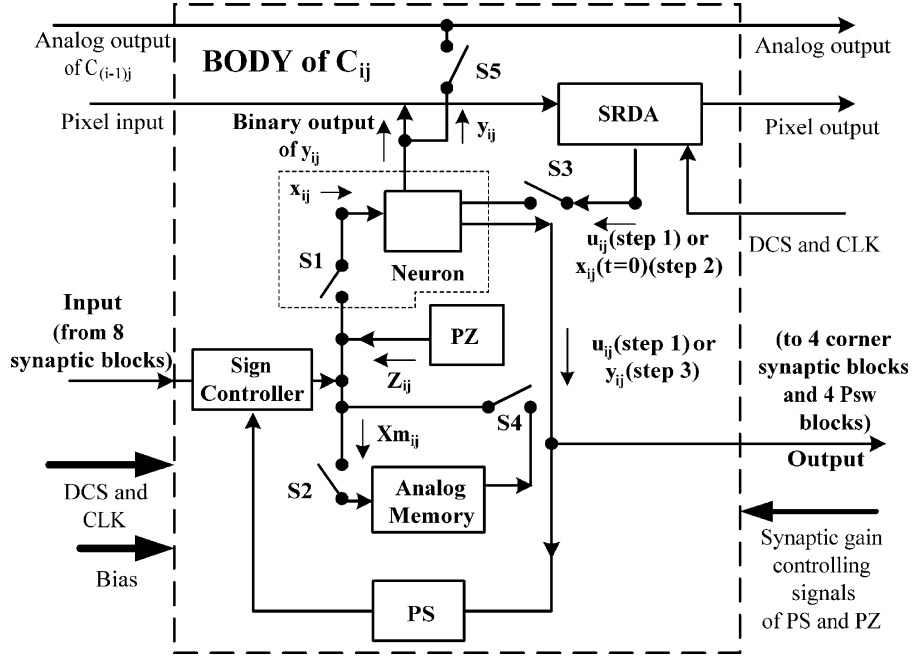 Analog output
of C(i-1)j
BODY of Cij
S5
Analog output
Pixel input
Binary output
of yij
yij
SRDA
Pixel output
xij
S3
S1
Neuron
uij(step 1) or
xij(t=0)(step 2)
DCS and CLK
Input
(from 8
synaptic blocks)
Sign
Controller
PZ
Zij
uij(step 1) or
yij(step 3)
(to 4 corner
synaptic blocks
and 4 Psw
blocks)
Output
S4
Xmij
S2
Analog
Memory
DCS and
CLK
Bias
PS
Synaptic gain
controlling
signals
of PS and PZ